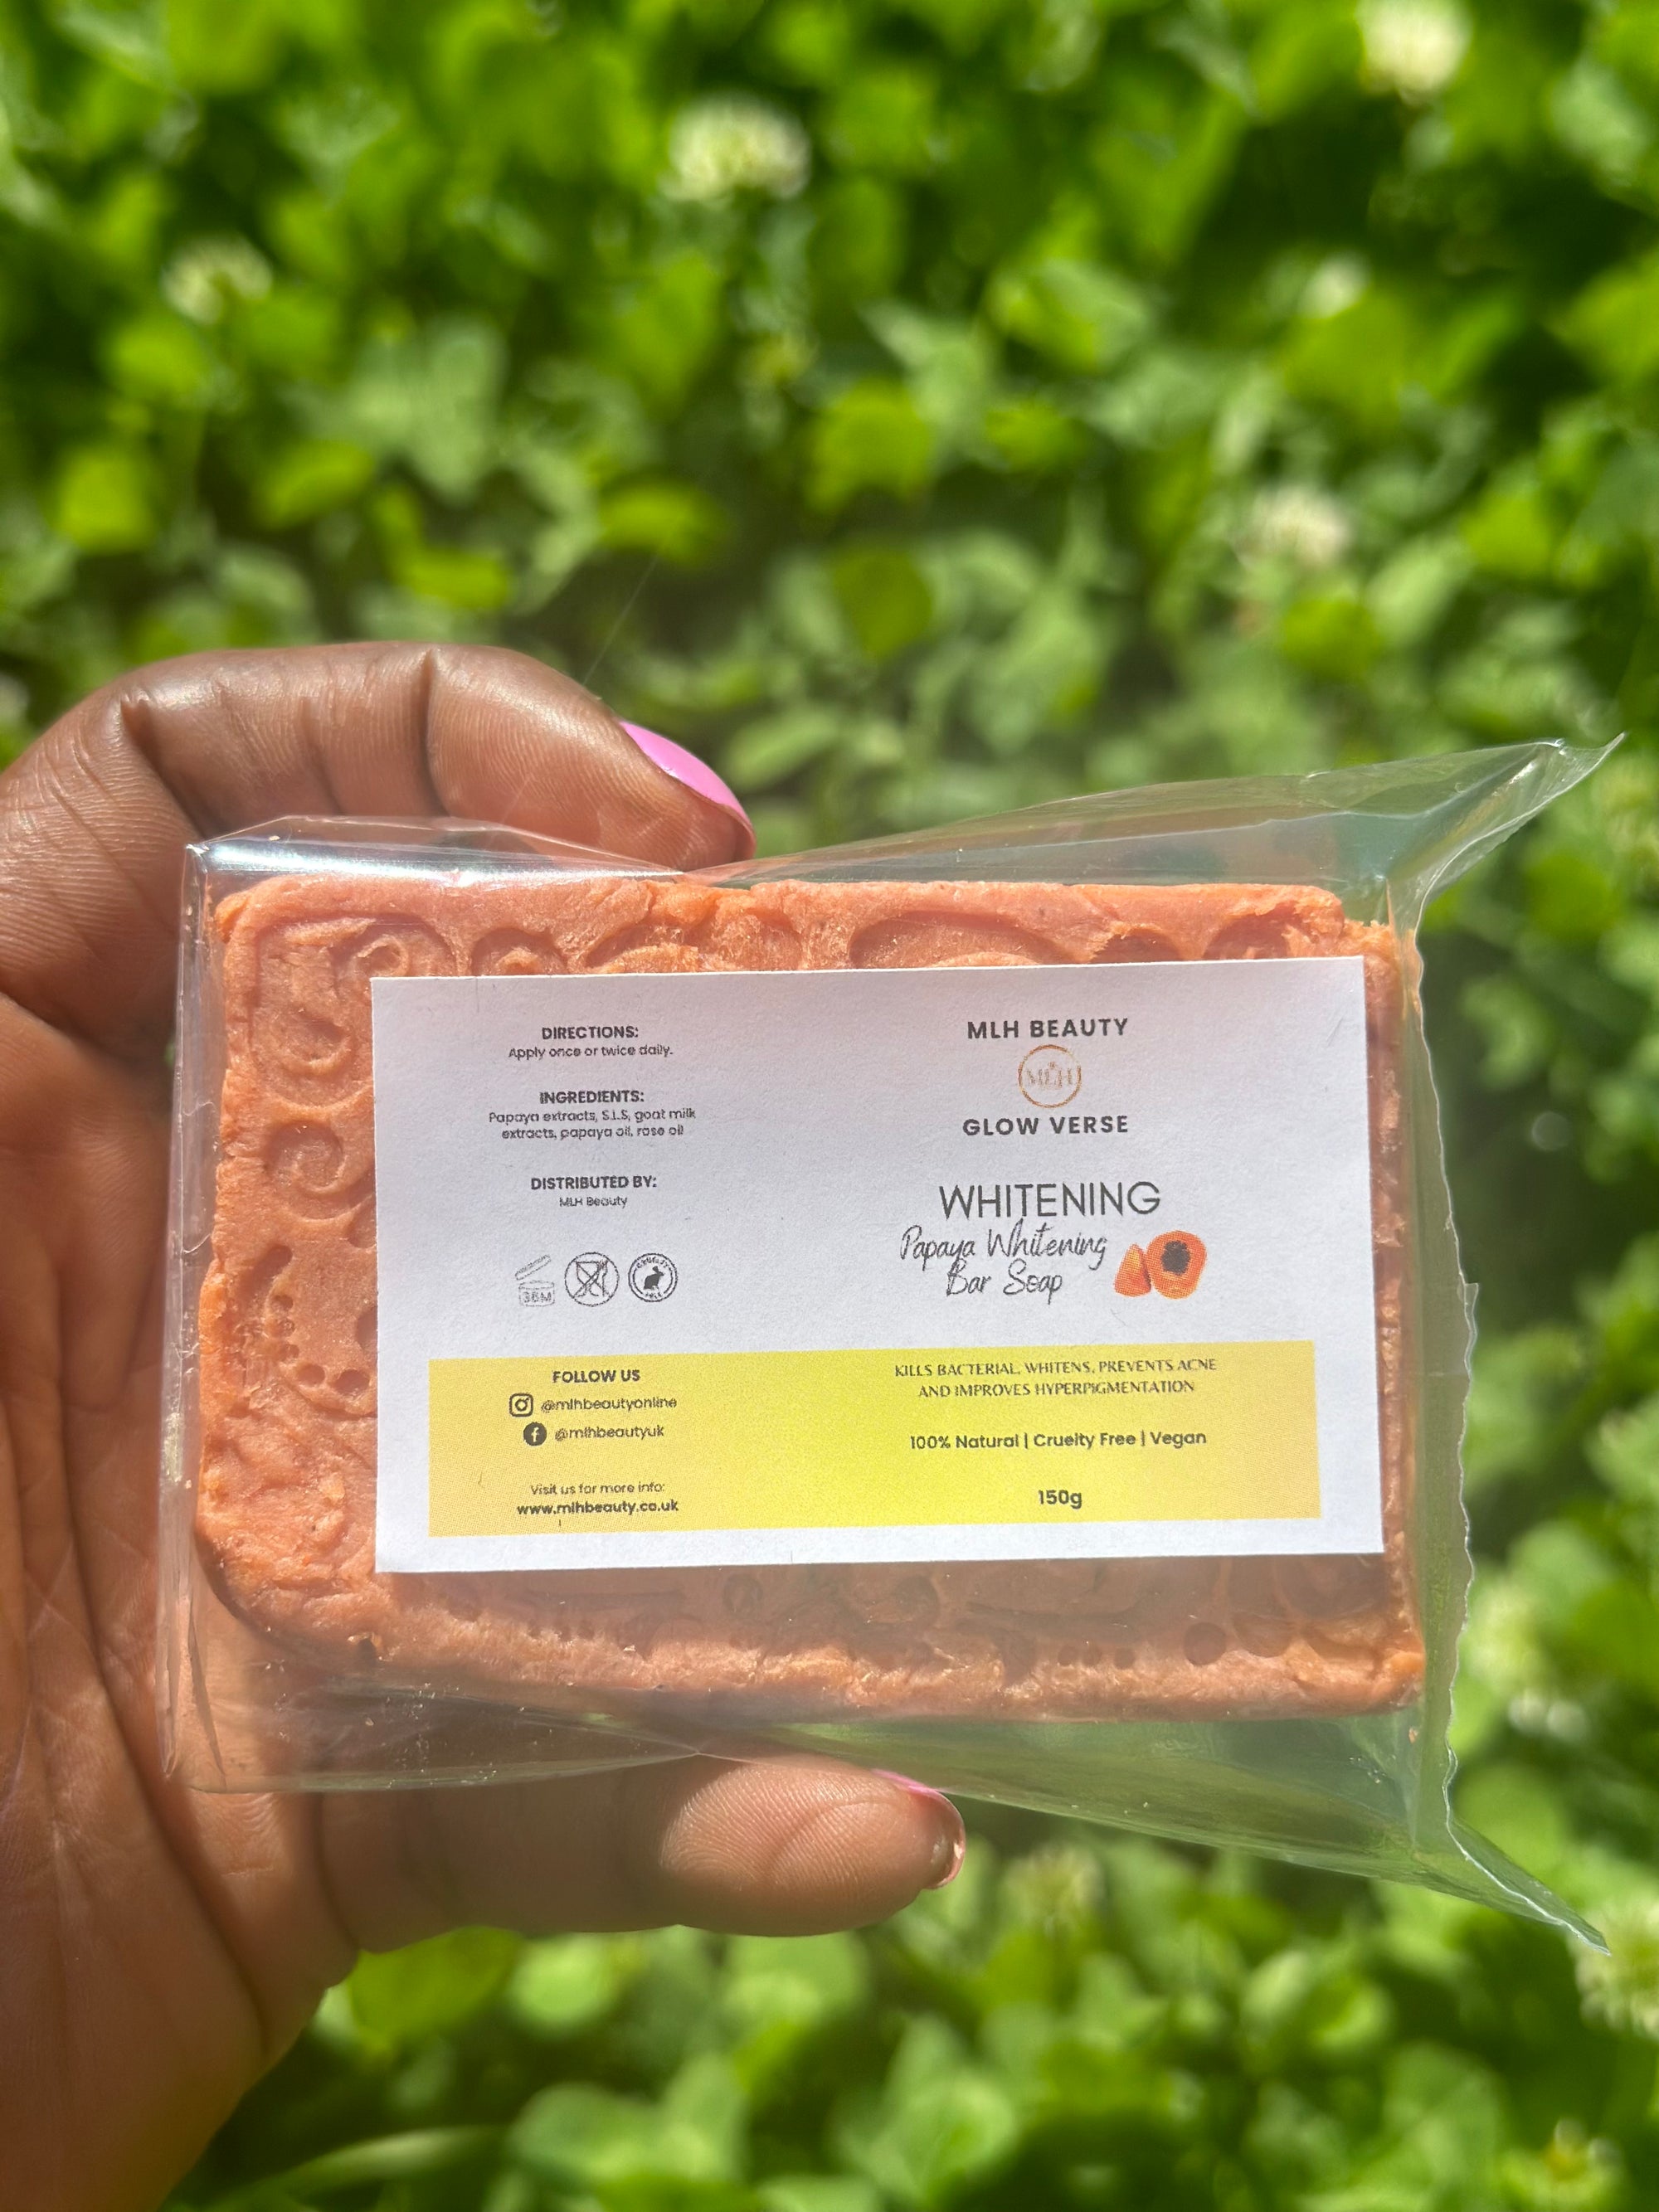 DIRECTIONS:
Apply once or twice daily.
INGREDIENTS:
Papaya extracts, S.L.S, goat milk
extracts, papaya oil, rose oil
DISTRIBUTED BY:
MLH Beauty
36M
CRUELTY
FREE
FOLLOW US
@mlhbeautyonline
@mlhbeautyuk
Visit us for more info:
www.mlhbeauty.co.uk
MLH BEAUTY
MLH
GLOW VERSE
WHITENING
Papaya Whitening
Bar Soap
KILLS BACTERIAL, WHITENS, PREVENTS ACNE
AND IMPROVES HYPERPIGMENTATION
100% Natural | Cruelty Free | Vegan
150g